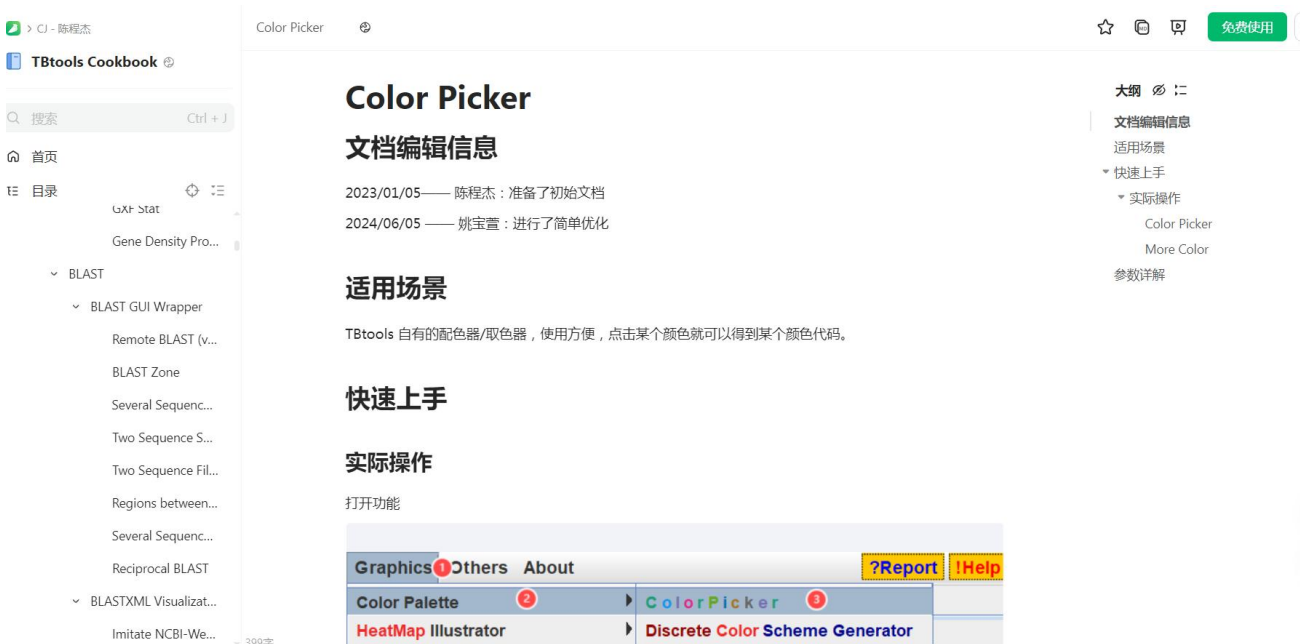 CJ - 陈程杰
TBtools Cookbook
搜索 Ctrl + J
首页
目录
GXF Stat
Gene Density Pro...
BLAST
BLAST GUI Wrapper
Remote BLAST (v...
BLAST Zone
Several Sequenc...
Two Sequence S...
Two Sequence Fil...
Regions between...
Several Sequenc...
Reciprocal BLAST
BLASTXML Visualizat...
Imitate NCBI-We...
Color Picker
免费使用
Color Picker
文档编辑信息
2023/01/05—— 陈程杰：准备了初始文档
2024/06/05 —— 姚宝萱：进行了简单优化
适用场景
TBtools 自有的配色器/取色器，使用方便，点击某个颜色就可以得到某个颜色代码。
快速上手
实际操作
打开功能
Graphics 1 Others About ?Report !Help
Color Palette 2 ColorPicker 3
HeatMap Illustrator Discrete Color Scheme Generator
399字
大纲
文档编辑信息
适用场景
快速上手
实际操作
Color Picker
More Color
参数详解